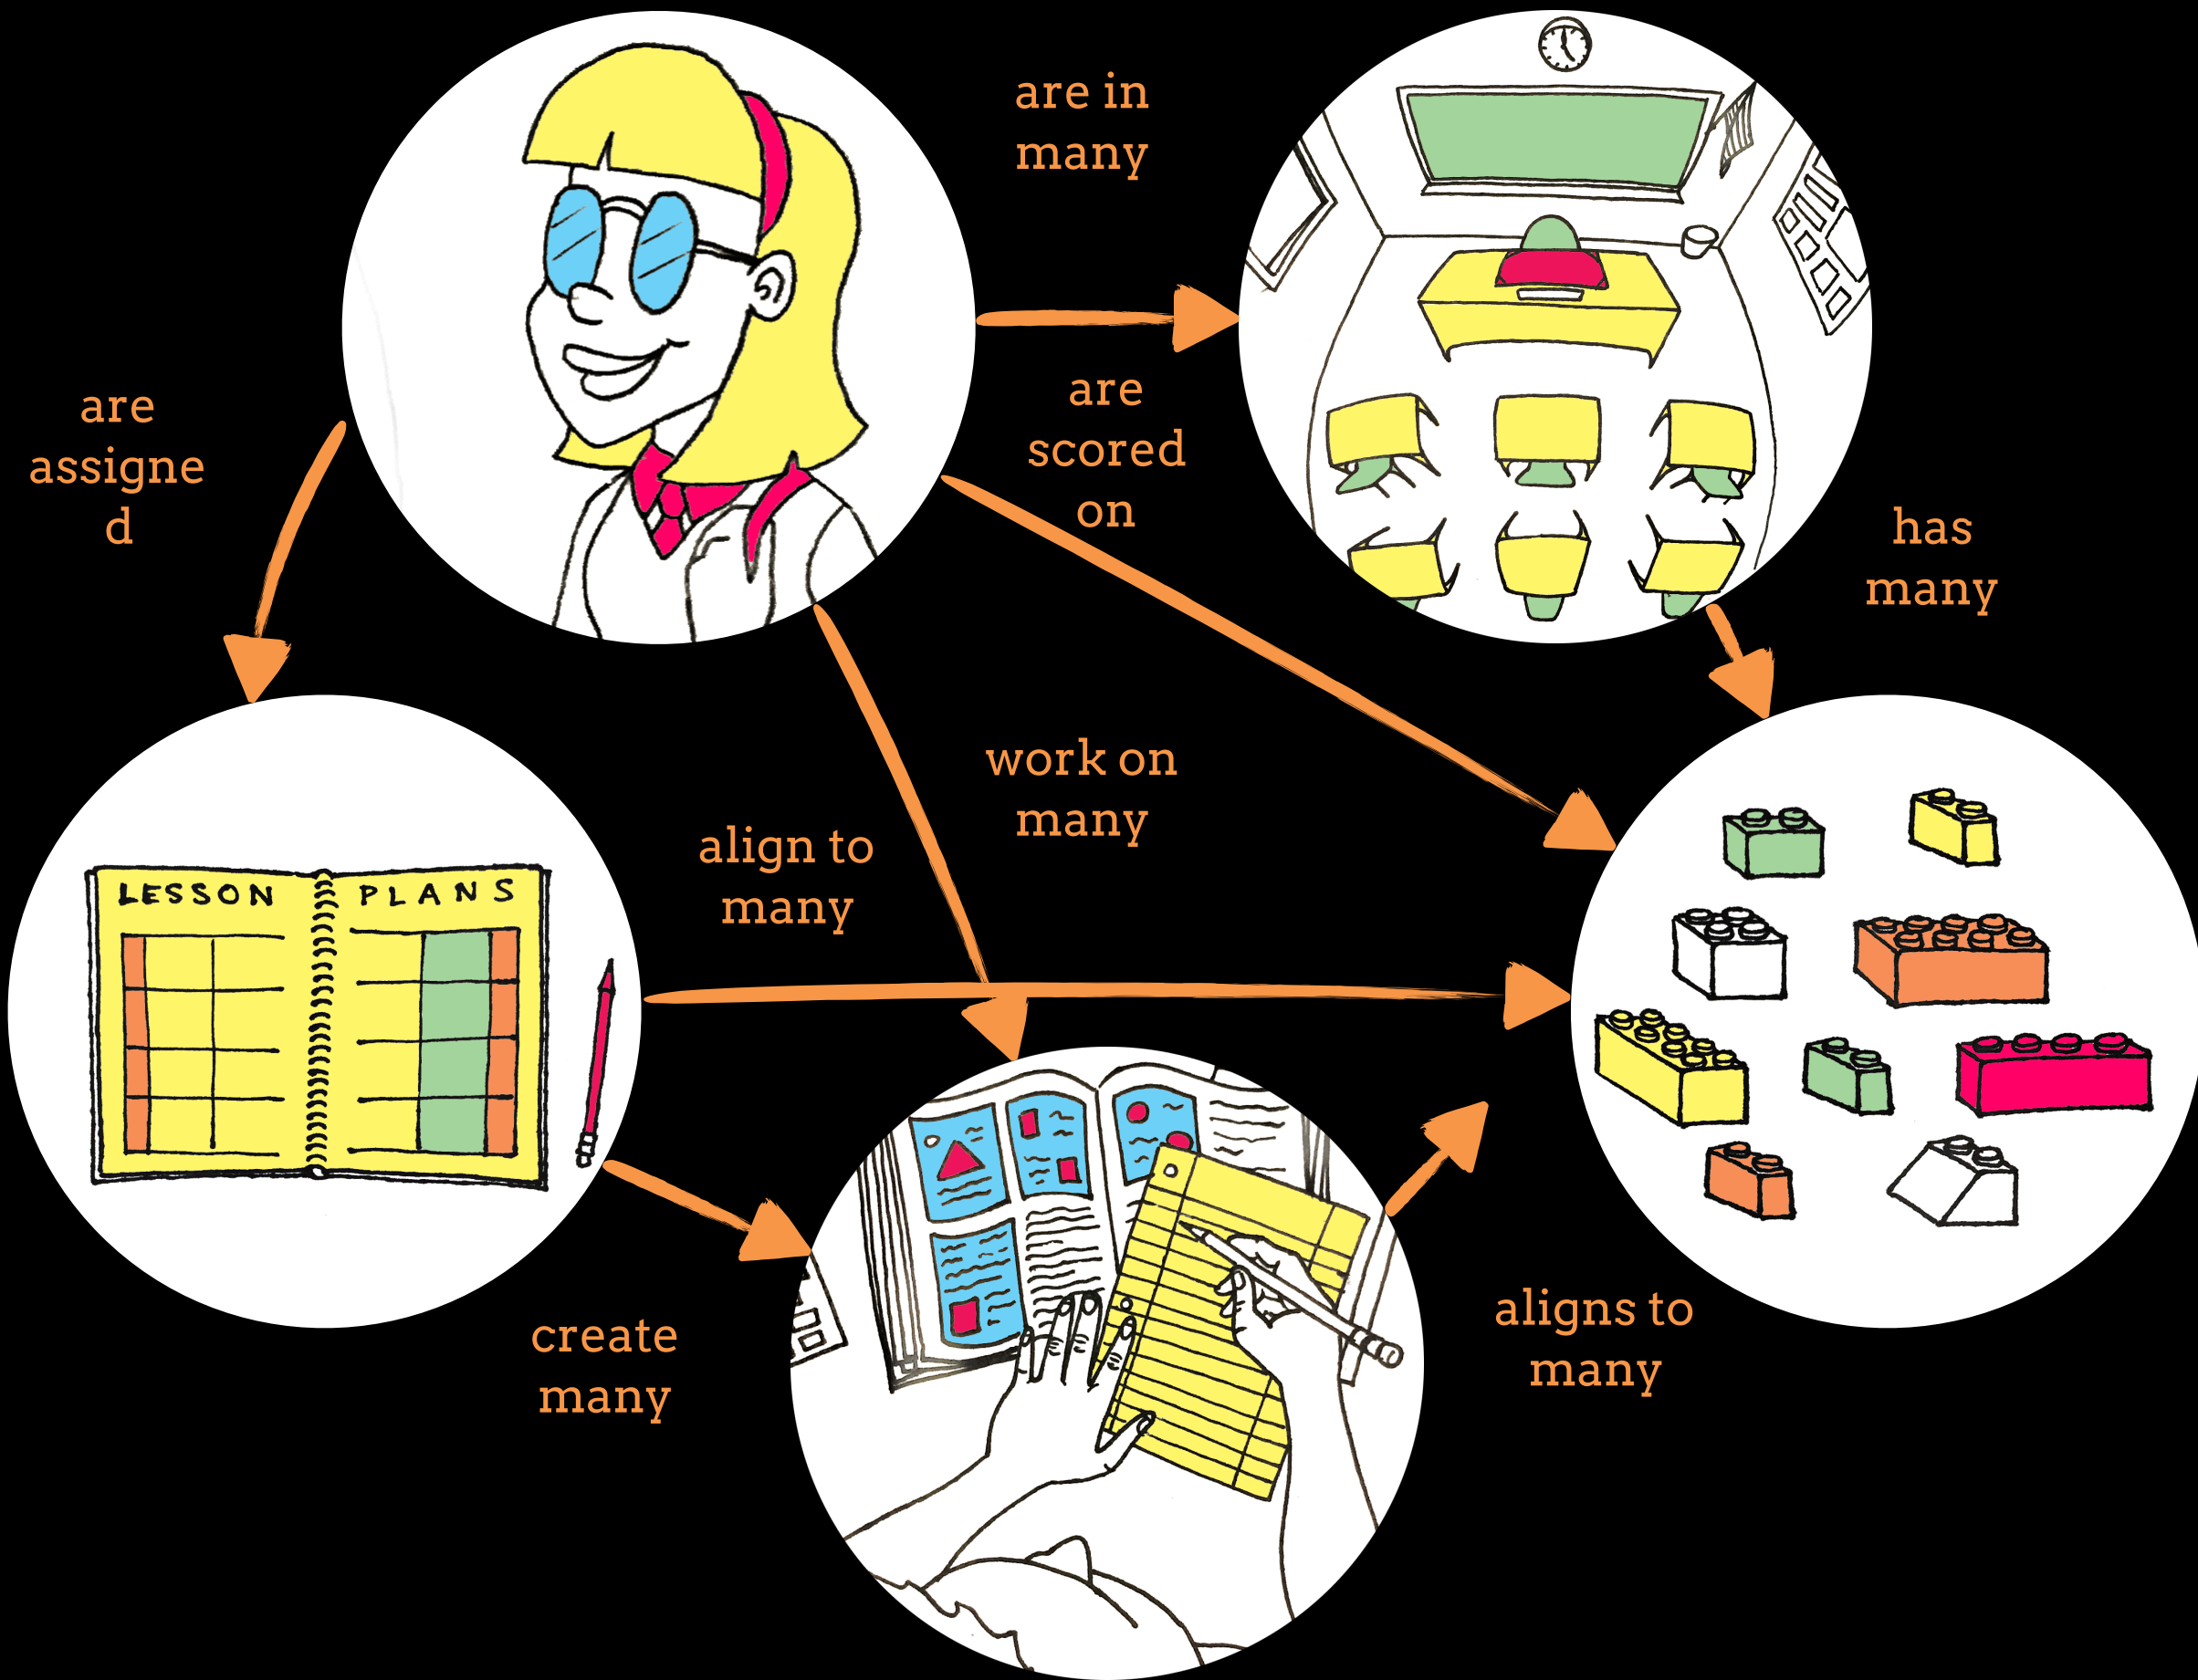 are in
many
are
scored
on
are
assigne
d
has
many
work on
many
align to
many
LESSON PLANS
create
many
aligns to
many